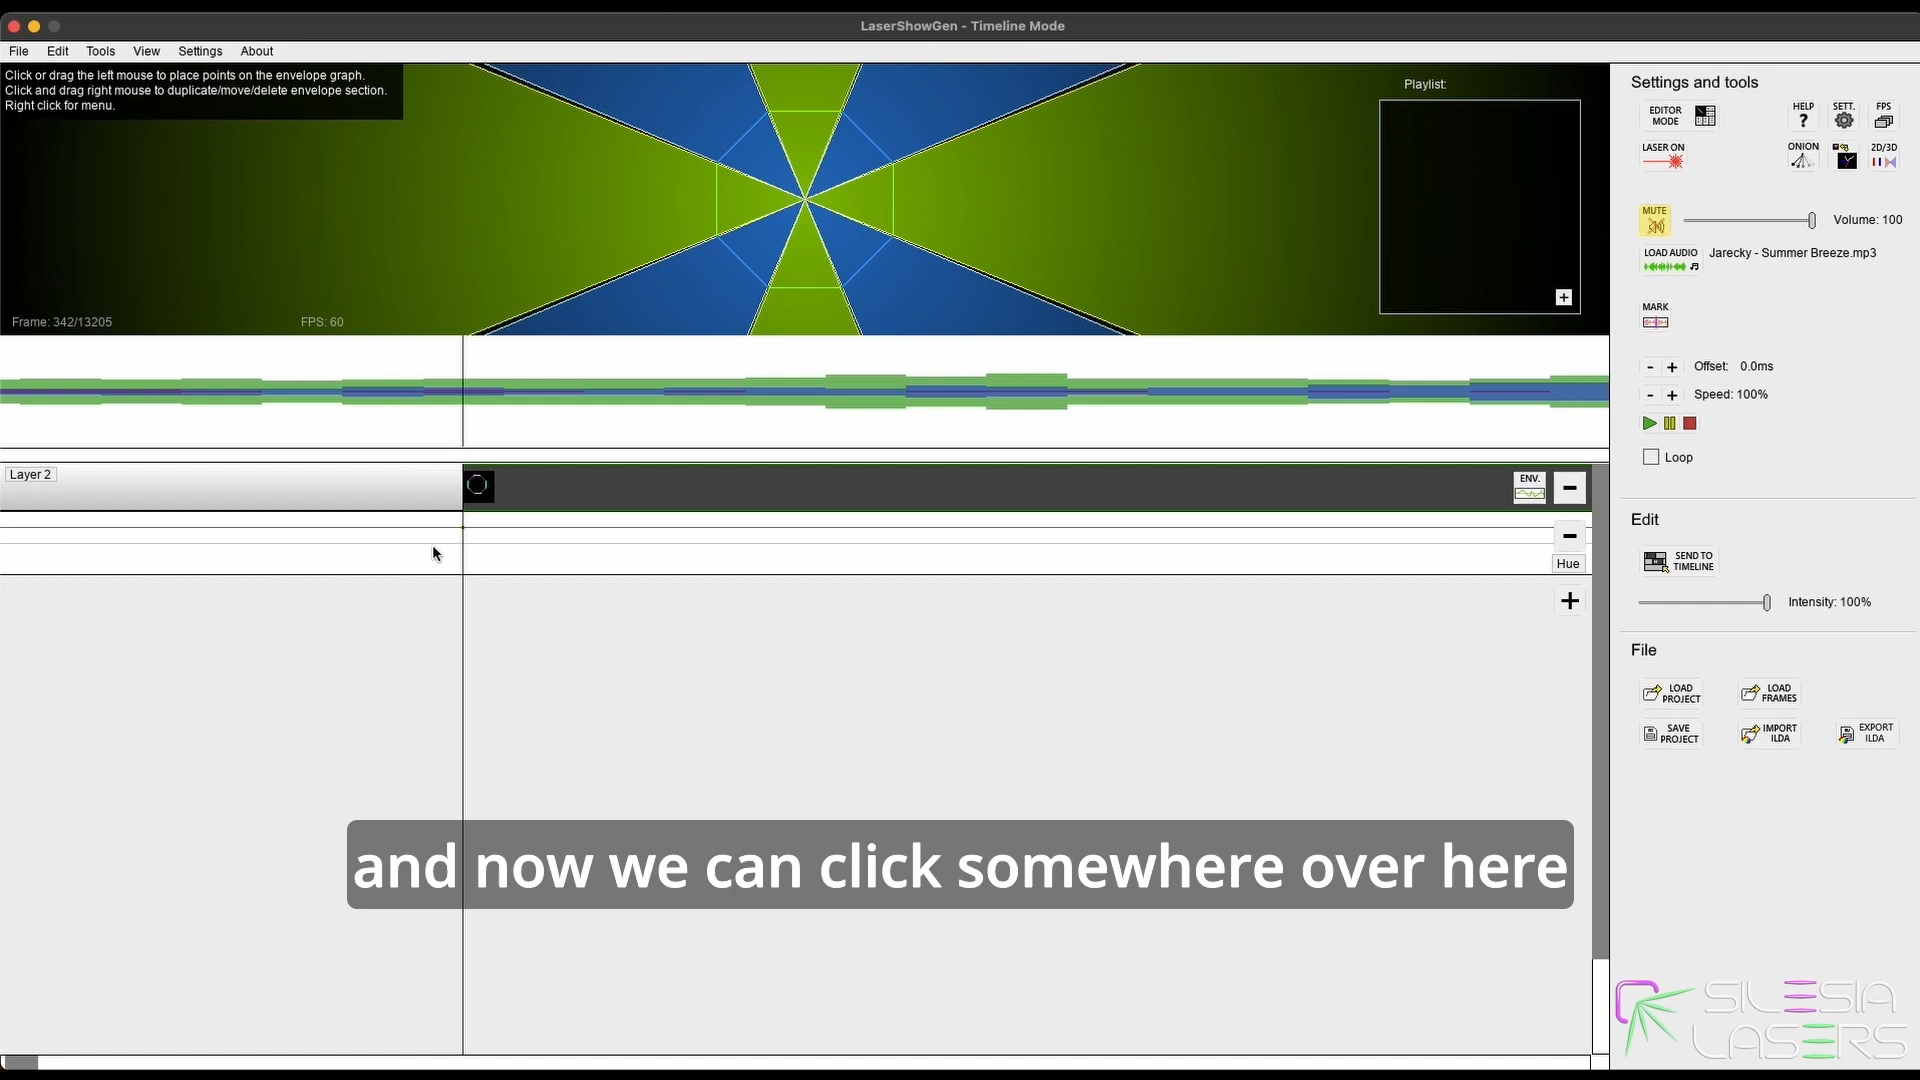 LaserShowGen - Timeline Mode
File Edit Tools View Settings About
Click or drag the left mouse to place points on the envelope graph.
Click and drag right mouse to duplicate/move/delete envelope section.
Right click for menu.
Playlist:
+
Frame: 342/13205
FPS: 60
Layer 2
ENV.
-
-
Hue
+
and now we can click somewhere over here
Settings and tools
EDITOR
MODE
HELP
?
SETT.
FPS
LASER ON
ONION
2D/3D
MUTE
Volume: 100
LOAD AUDIO
Jarecky - Summer Breeze.mp3
MARK
- + Offset: 0.0ms
- + Speed: 100%
Loop
Edit
SEND TO
TIMELINE
Intensity: 100%
File
LOAD
PROJECT
LOAD
FRAMES
SAVE
PROJECT
IMPORT
ILDA
EXPORT
ILDA
SILESIA
LASERS